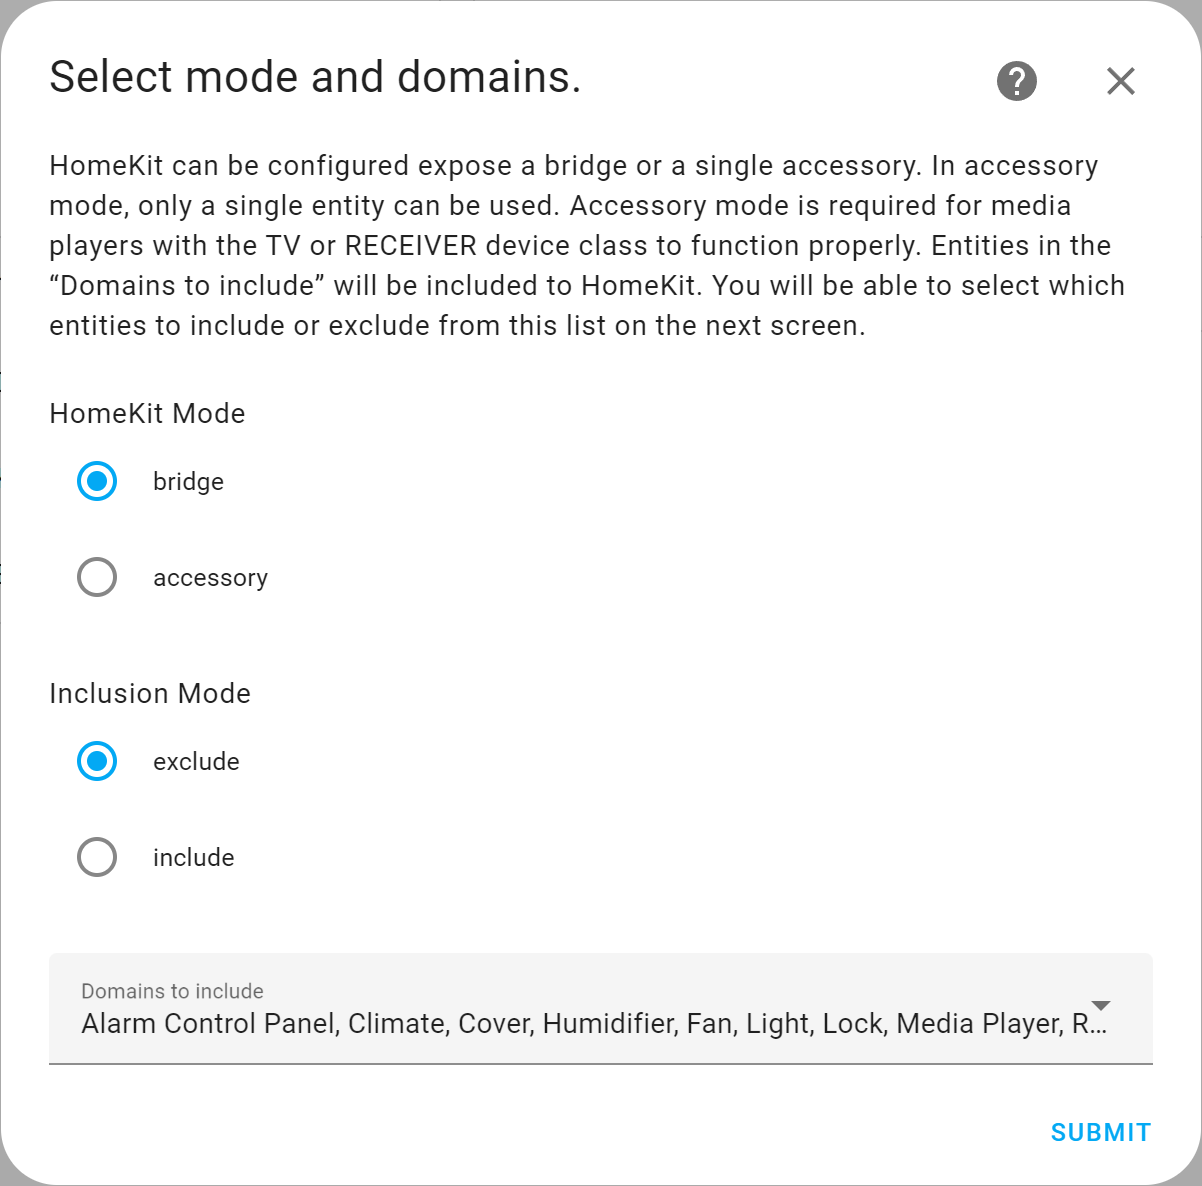 Select mode and domains.
?
HomeKit can be configured expose a bridge or a single accessory. In accessory
mode, only a single entity can be used. Accessory mode is required for media
players with the TV or RECEIVER device class to function properly. Entities in the
“Domains to include” will be included to HomeKit. You will be able to select which
entities to include or exclude from this list on the next screen.
HomeKit Mode
bridge
accessory
Inclusion Mode
exclude
include
Domains to include
Alarm Control Panel, Climate, Cover, Humidifier, Fan, Light, Lock, Media Player, R...
SUBMIT